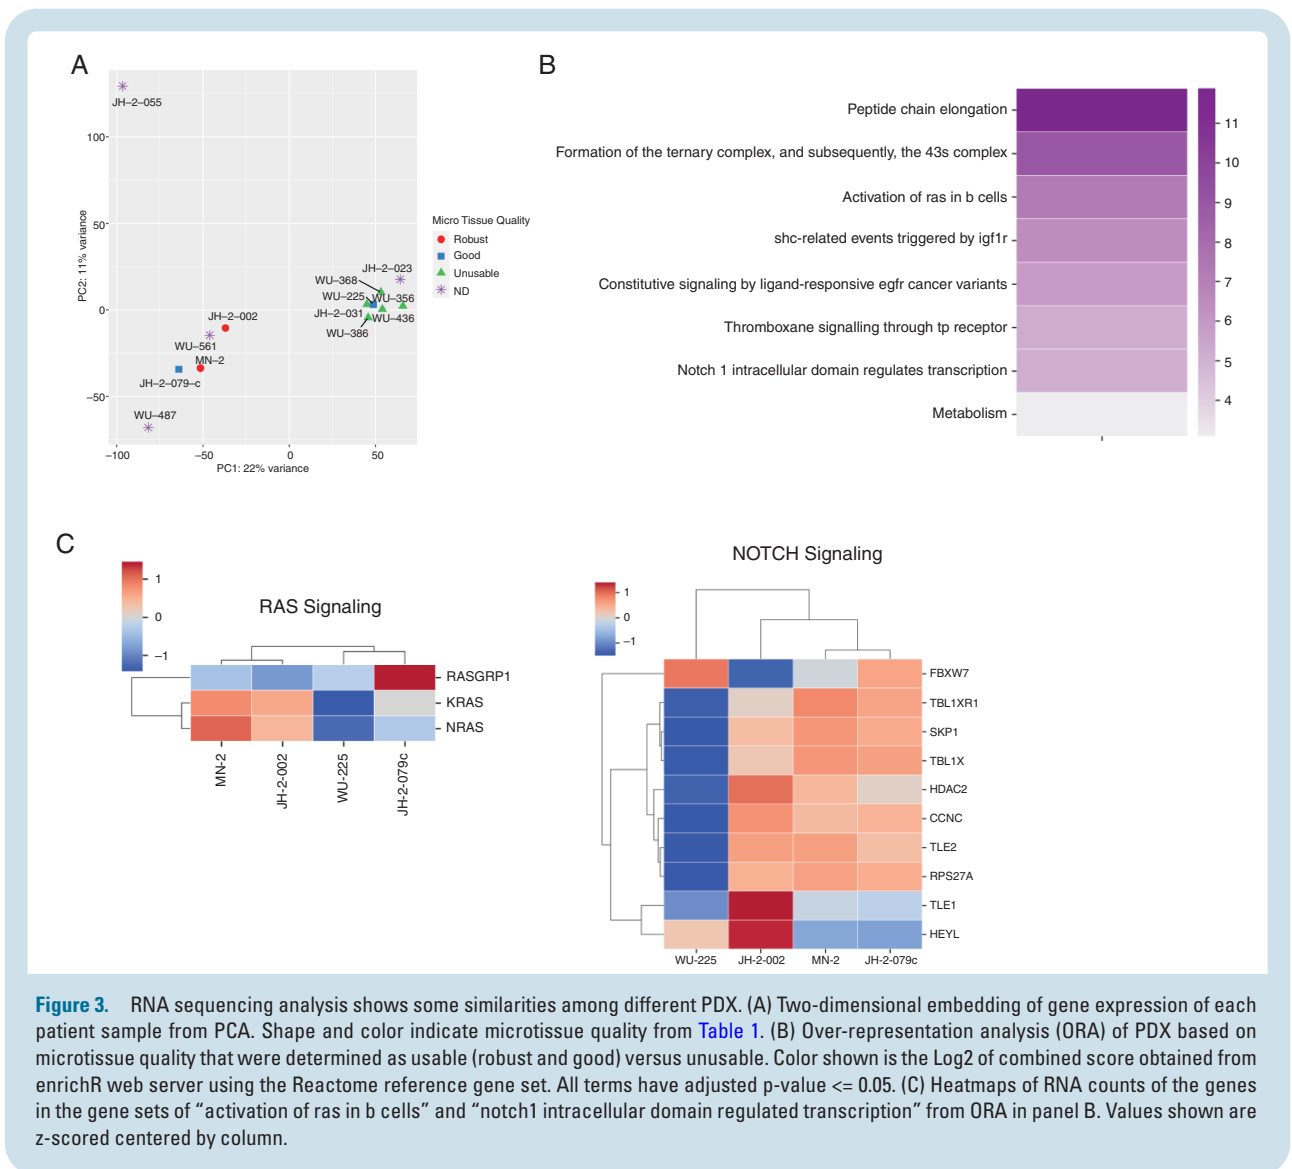 A
JH–2–055
100
50
0
−50
PC2: 11% variance
JH–2–023
WU–368
WU–225
WU–356
JH–2–031
WU–436
WU–386
JH–2–002
WU–561
MN–2
JH–2–079–c
WU–487
−100
−50
0
50
PC1: 22% variance
Micro Tissue Quality
Robust
Good
Unusable
ND
B
Peptide chain elongation
Formation of the ternary complex, and subsequently, the 43s complex
Activation of ras in b cells
shc-related events triggered by igf1r
Constitutive signaling by ligand-responsive egfr cancer variants
Thromboxane signalling through tp receptor
Notch 1 intracellular domain regulates transcription
Metabolism
11
10
9
8
7
6
5
4
C
1
0
−1
RAS Signaling
RASGRP1
KRAS
NRAS
MN-2
JH-2-002
WU-225
JH-2-079c
NOTCH Signaling
1
0
−1
FBXW7
TBL1XR1
SKP1
TBL1X
HDAC2
CCNC
TLE2
RPS27A
TLE1
HEYL
WU-225
JH-2-002
MN-2
JH-2-079c
Figure 3. RNA sequencing analysis shows some similarities among different PDX. (A) Two-dimensional embedding of gene expression of each
patient sample from PCA. Shape and color indicate microtissue quality from Table 1. (B) Over-representation analysis (ORA) of PDX based on
microtissue quality that were determined as usable (robust and good) versus unusable. Color shown is the Log2 of combined score obtained from
enrichR web server using the Reactome reference gene set. All terms have adjusted p-value <= 0.05. (C) Heatmaps of RNA counts of the genes
in the gene sets of “activation of ras in b cells” and “notch1 intracellular domain regulated transcription” from ORA in panel B. Values shown are
z-scored centered by column.